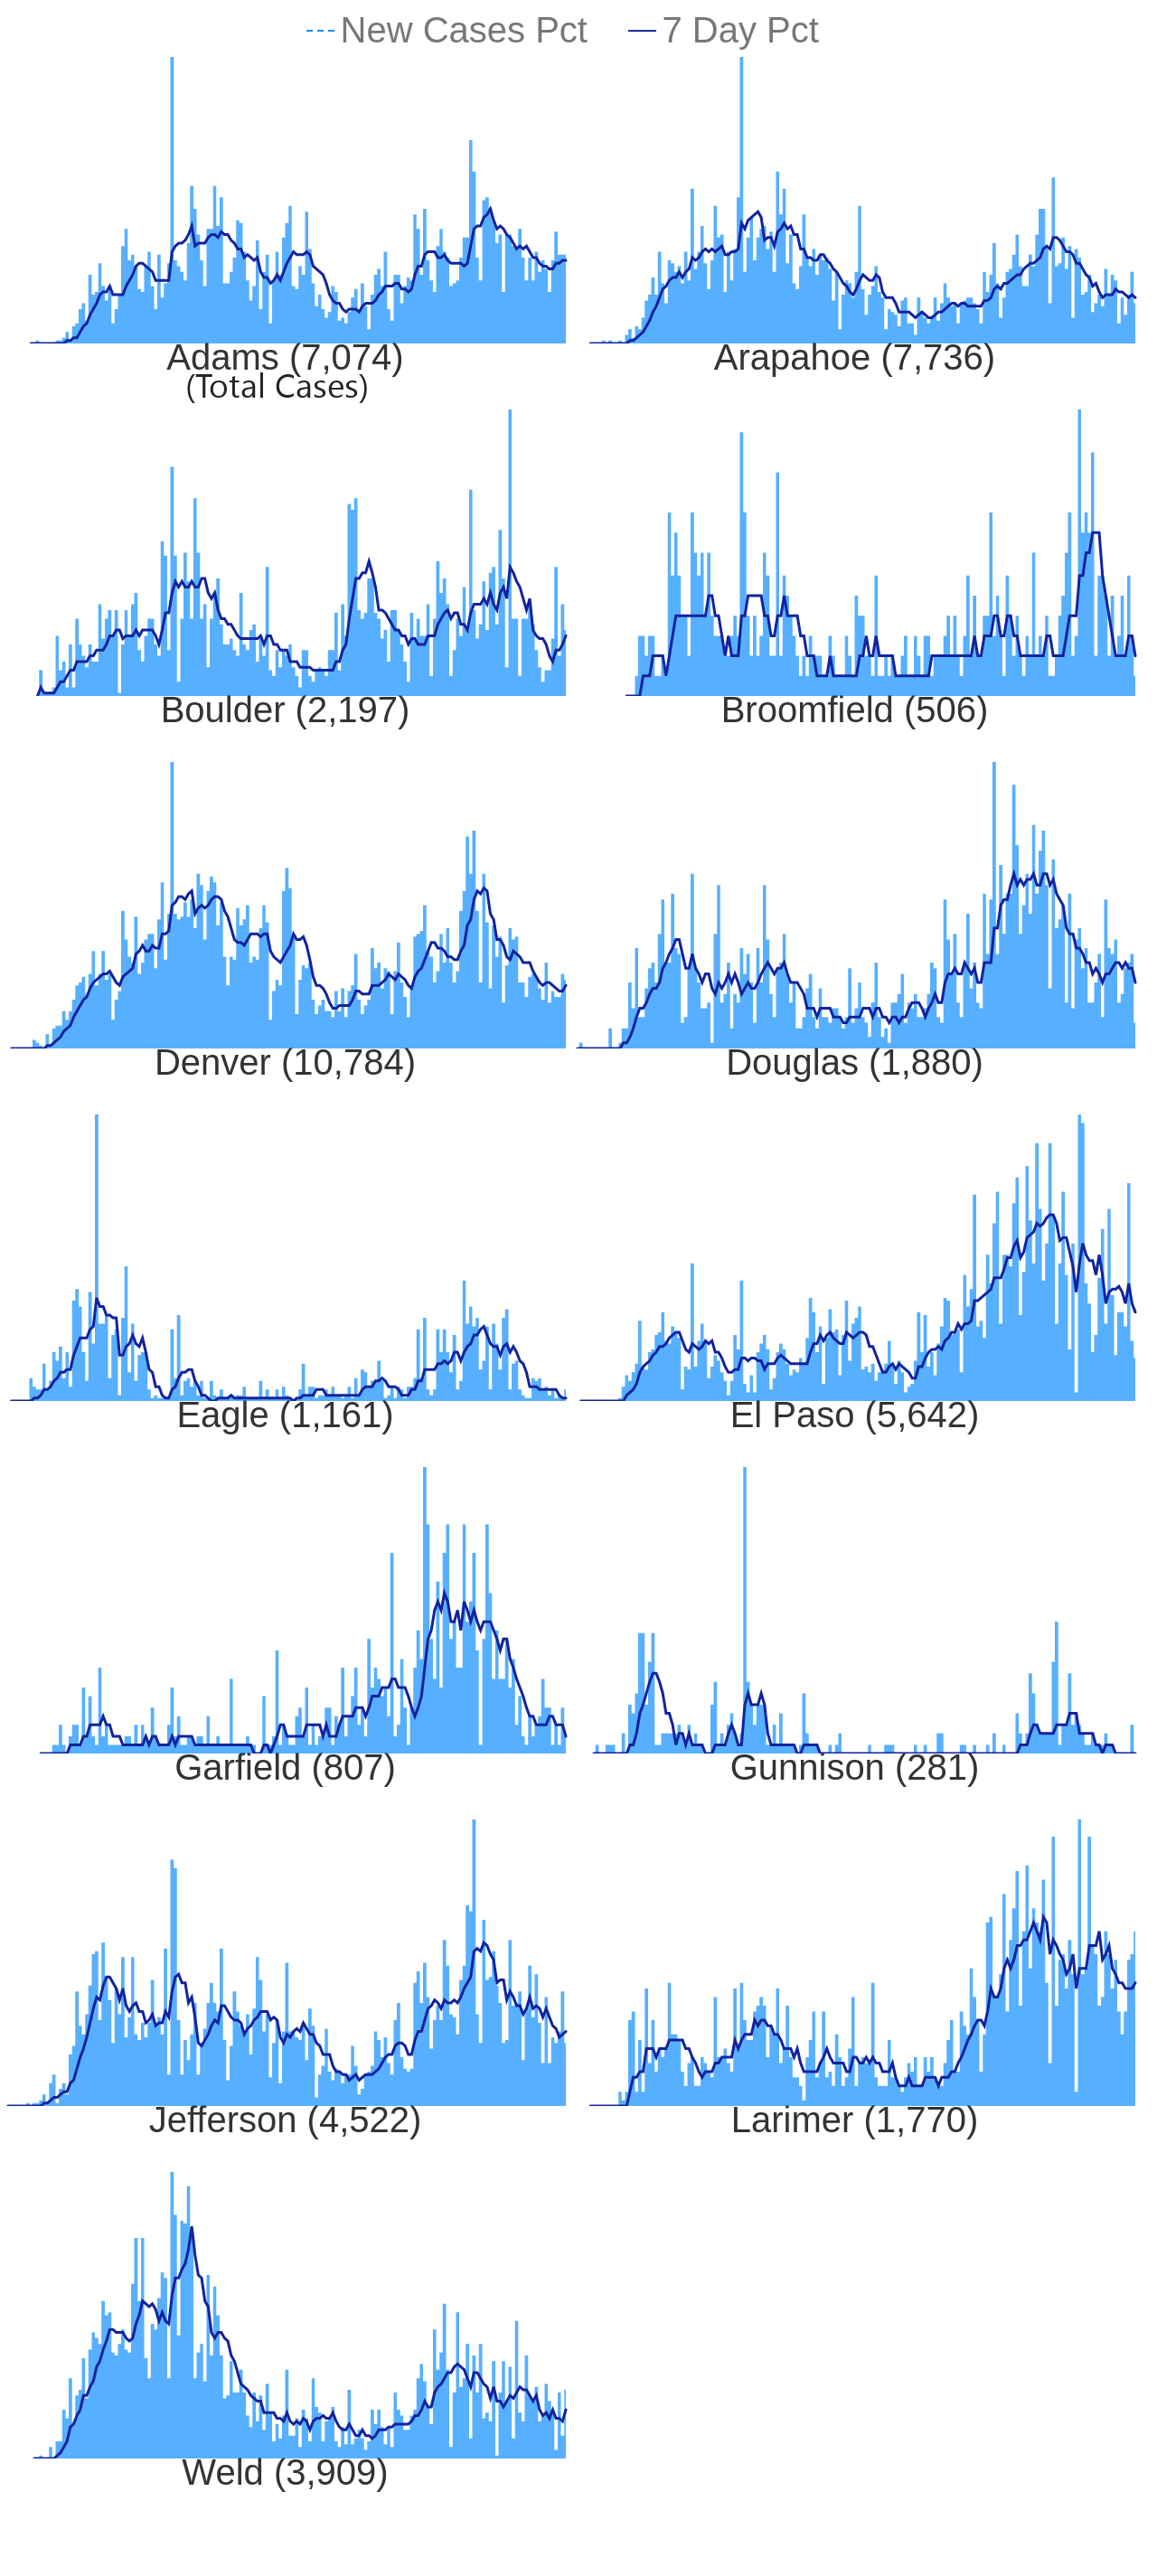 New Cases Pct 7 Day Pct
Adams (7,074) Arapahoe (7,736)
(Total Cases)
Boulder (2,197) Broomfield (506)
Denver (10,784) Douglas (1,880)
Eagle (1,161) El Paso (5,642)
Garfield (807) Gunnison (281)
Jefferson (4,522) Larimer (1,770)
Weld (3,909)